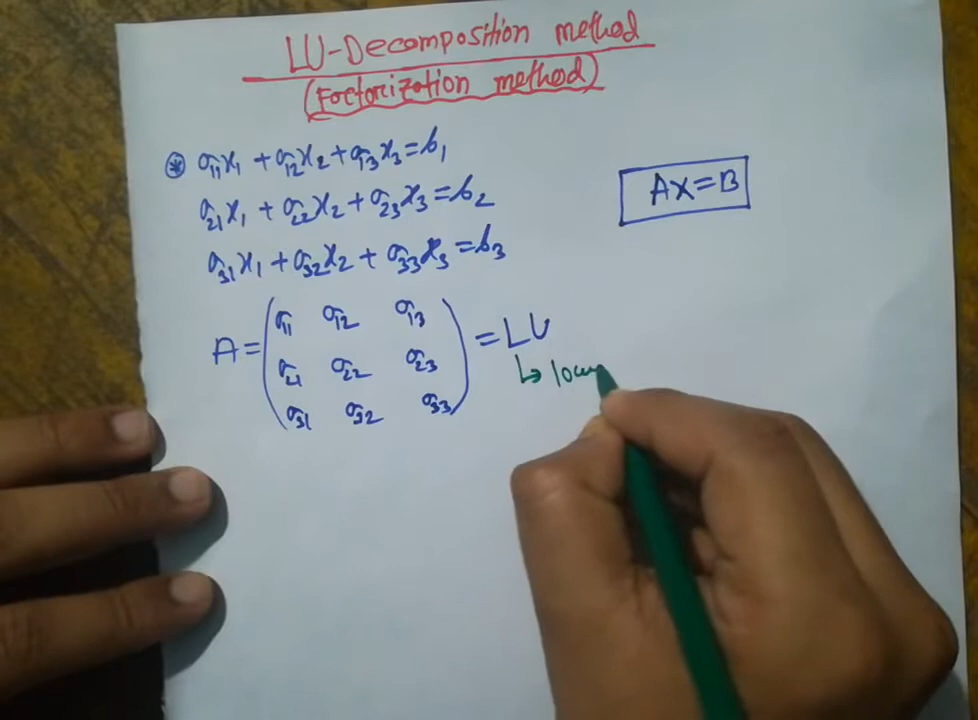 LU-Decomposition method
(Factorization method)
⊛ a₁₁x₁ + a₁₂x₂ + a₁₃x₃ = b₁
a₂₁x₁ + a₂₂x₂ + a₂₃x₃ = b₂
a₃₁x₁ + a₃₂x₂ + a₃₃x₃ = b₃
AX = B
A = ( a₁₁ a₁₂ a₁₃
a₂₁ a₂₂ a₂₃
a₃₁ a₃₂ a₃₃ ) = LU
↳ low